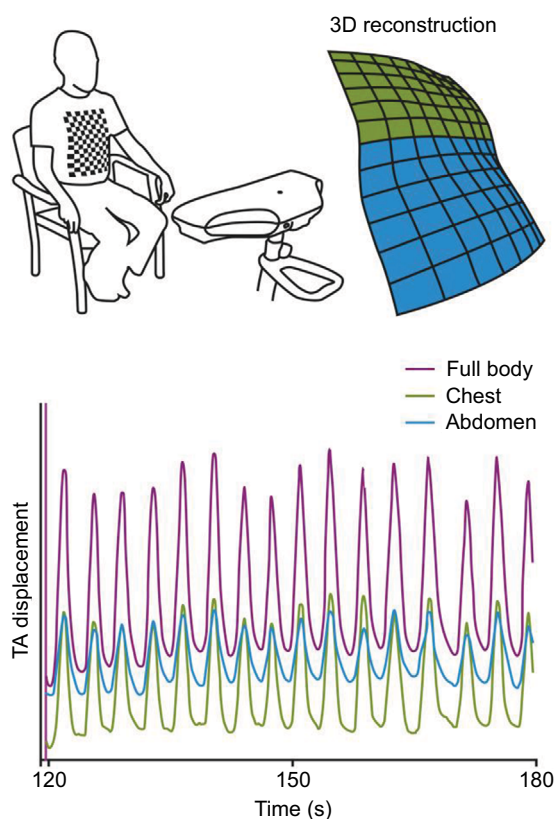 3D reconstruction
Full body
Chest
Abdomen
TA displacement
120
150
180
Time (s)